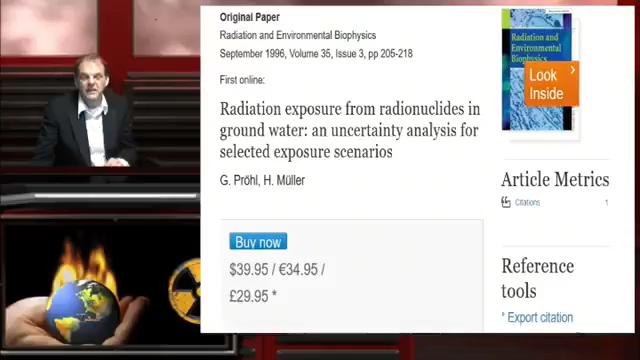 Original Paper
Radiation and Environmental Biophysics
September 1996, Volume 35, Issue 3, pp 205-218
First online:
Radiation exposure from radionuclides in
ground water: an uncertainty analysis for
selected exposure scenarios
G. Pröhl, H. Müller
Buy now
$39.95 / €34.95 /
£29.95 *
Radiation and
Environmental
Biophysics
Look
Inside
Article Metrics
Citations 1
Reference
tools
° Export citation